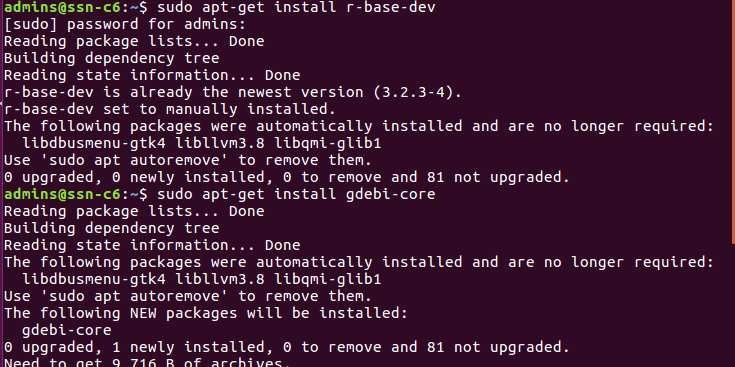 admins@ssn-c6:~$ sudo apt-get install r-base-dev
[sudo] password for admins:
Reading package lists... Done
Building dependency tree
Reading state information... Done
r-base-dev is already the newest version (3.2.3-4).
r-base-dev set to manually installed.
The following packages were automatically installed and are no longer required:
  libdbusmenu-gtk4 libllvm3.8 libqmi-glib1
Use 'sudo apt autoremove' to remove them.
0 upgraded, 0 newly installed, 0 to remove and 81 not upgraded.
admins@ssn-c6:~$ sudo apt-get install gdebi-core
Reading package lists... Done
Building dependency tree
Reading state information... Done
The following packages were automatically installed and are no longer required:
  libdbusmenu-gtk4 libllvm3.8 libqmi-glib1
Use 'sudo apt autoremove' to remove them.
The following NEW packages will be installed:
  gdebi-core
0 upgraded, 1 newly installed, 0 to remove and 81 not upgraded.
Need to get 9,716 B of archives.